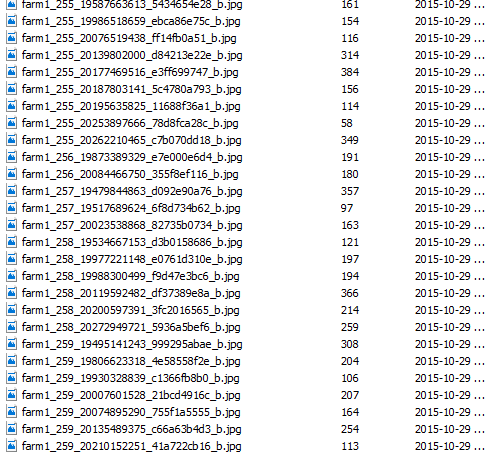 farm1_255_19587663613_5434654e28_b.jpg 161 2015-10-29 ...
farm1_255_19986518659_ebca86e75c_b.jpg 154 2015-10-29 ...
farm1_255_20076519438_ff14fb0a51_b.jpg 116 2015-10-29 ...
farm1_255_20139802000_d84213e22e_b.jpg 314 2015-10-29 ...
farm1_255_20177469516_e3ff699747_b.jpg 384 2015-10-29 ...
farm1_255_20187803141_5c4780a793_b.jpg 156 2015-10-29 ...
farm1_255_20195635825_11688f36a1_b.jpg 114 2015-10-29 ...
farm1_255_20253897666_78d8fca28c_b.jpg 58 2015-10-29 ...
farm1_255_20262210465_c7b070dd18_b.jpg 349 2015-10-29 ...
farm1_256_19873389329_e7e000e6d4_b.jpg 191 2015-10-29 ...
farm1_256_20084466750_355f8ef116_b.jpg 180 2015-10-29 ...
farm1_257_19479844863_d092e90a76_b.jpg 357 2015-10-29 ...
farm1_257_19517689624_6f8d734b62_b.jpg 97 2015-10-29 ...
farm1_257_20023538868_82735b0734_b.jpg 163 2015-10-29 ...
farm1_258_19534667153_d3b0158686_b.jpg 121 2015-10-29 ...
farm1_258_19977221148_e0761d310e_b.jpg 197 2015-10-29 ...
farm1_258_19988300499_f9d47e3bc6_b.jpg 194 2015-10-29 ...
farm1_258_20119592482_df37389e8a_b.jpg 366 2015-10-29 ...
farm1_258_20200597391_3fc2016565_b.jpg 214 2015-10-29 ...
farm1_258_20272949721_5936a5bef6_b.jpg 259 2015-10-29 ...
farm1_259_19495141243_999295abae_b.jpg 308 2015-10-29 ...
farm1_259_19806623318_4e58558f2e_b.jpg 204 2015-10-29 ...
farm1_259_19930328839_c1366fb8b0_b.jpg 106 2015-10-29 ...
farm1_259_20007601528_21bcd4916c_b.jpg 207 2015-10-29 ...
farm1_259_20074895290_755f1a5555_b.jpg 164 2015-10-29 ...
farm1_259_20135489375_c66a63b4d3_b.jpg 254 2015-10-29 ...
farm1_259_20210152251_41a722cb16_b.jpg 113 2015-10-29 ...